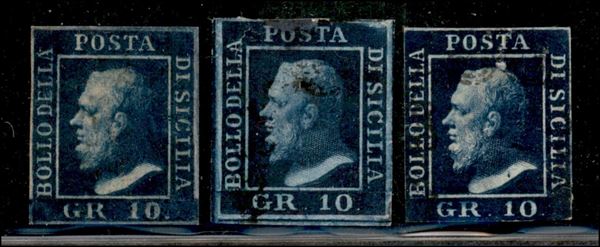 POSTA
BOLLO DELLA
DI SICILIA
GR. 10.
POSTA
BOLLO DELLA
DI SICILIA
GR. 10
POSTA
BOLLO DELLA
DI SICILIA
GR. 10.